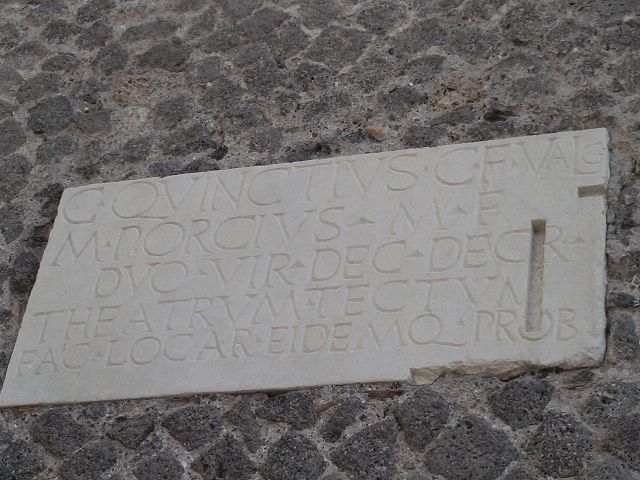 C·QVINCTIVS·C·F·VALG
M·PORCIVS·M·F
DVO·VIR·DEC·DECR
THEATRVM·TECTVM
FAC·LOCAR·EIDEMQ·PROB